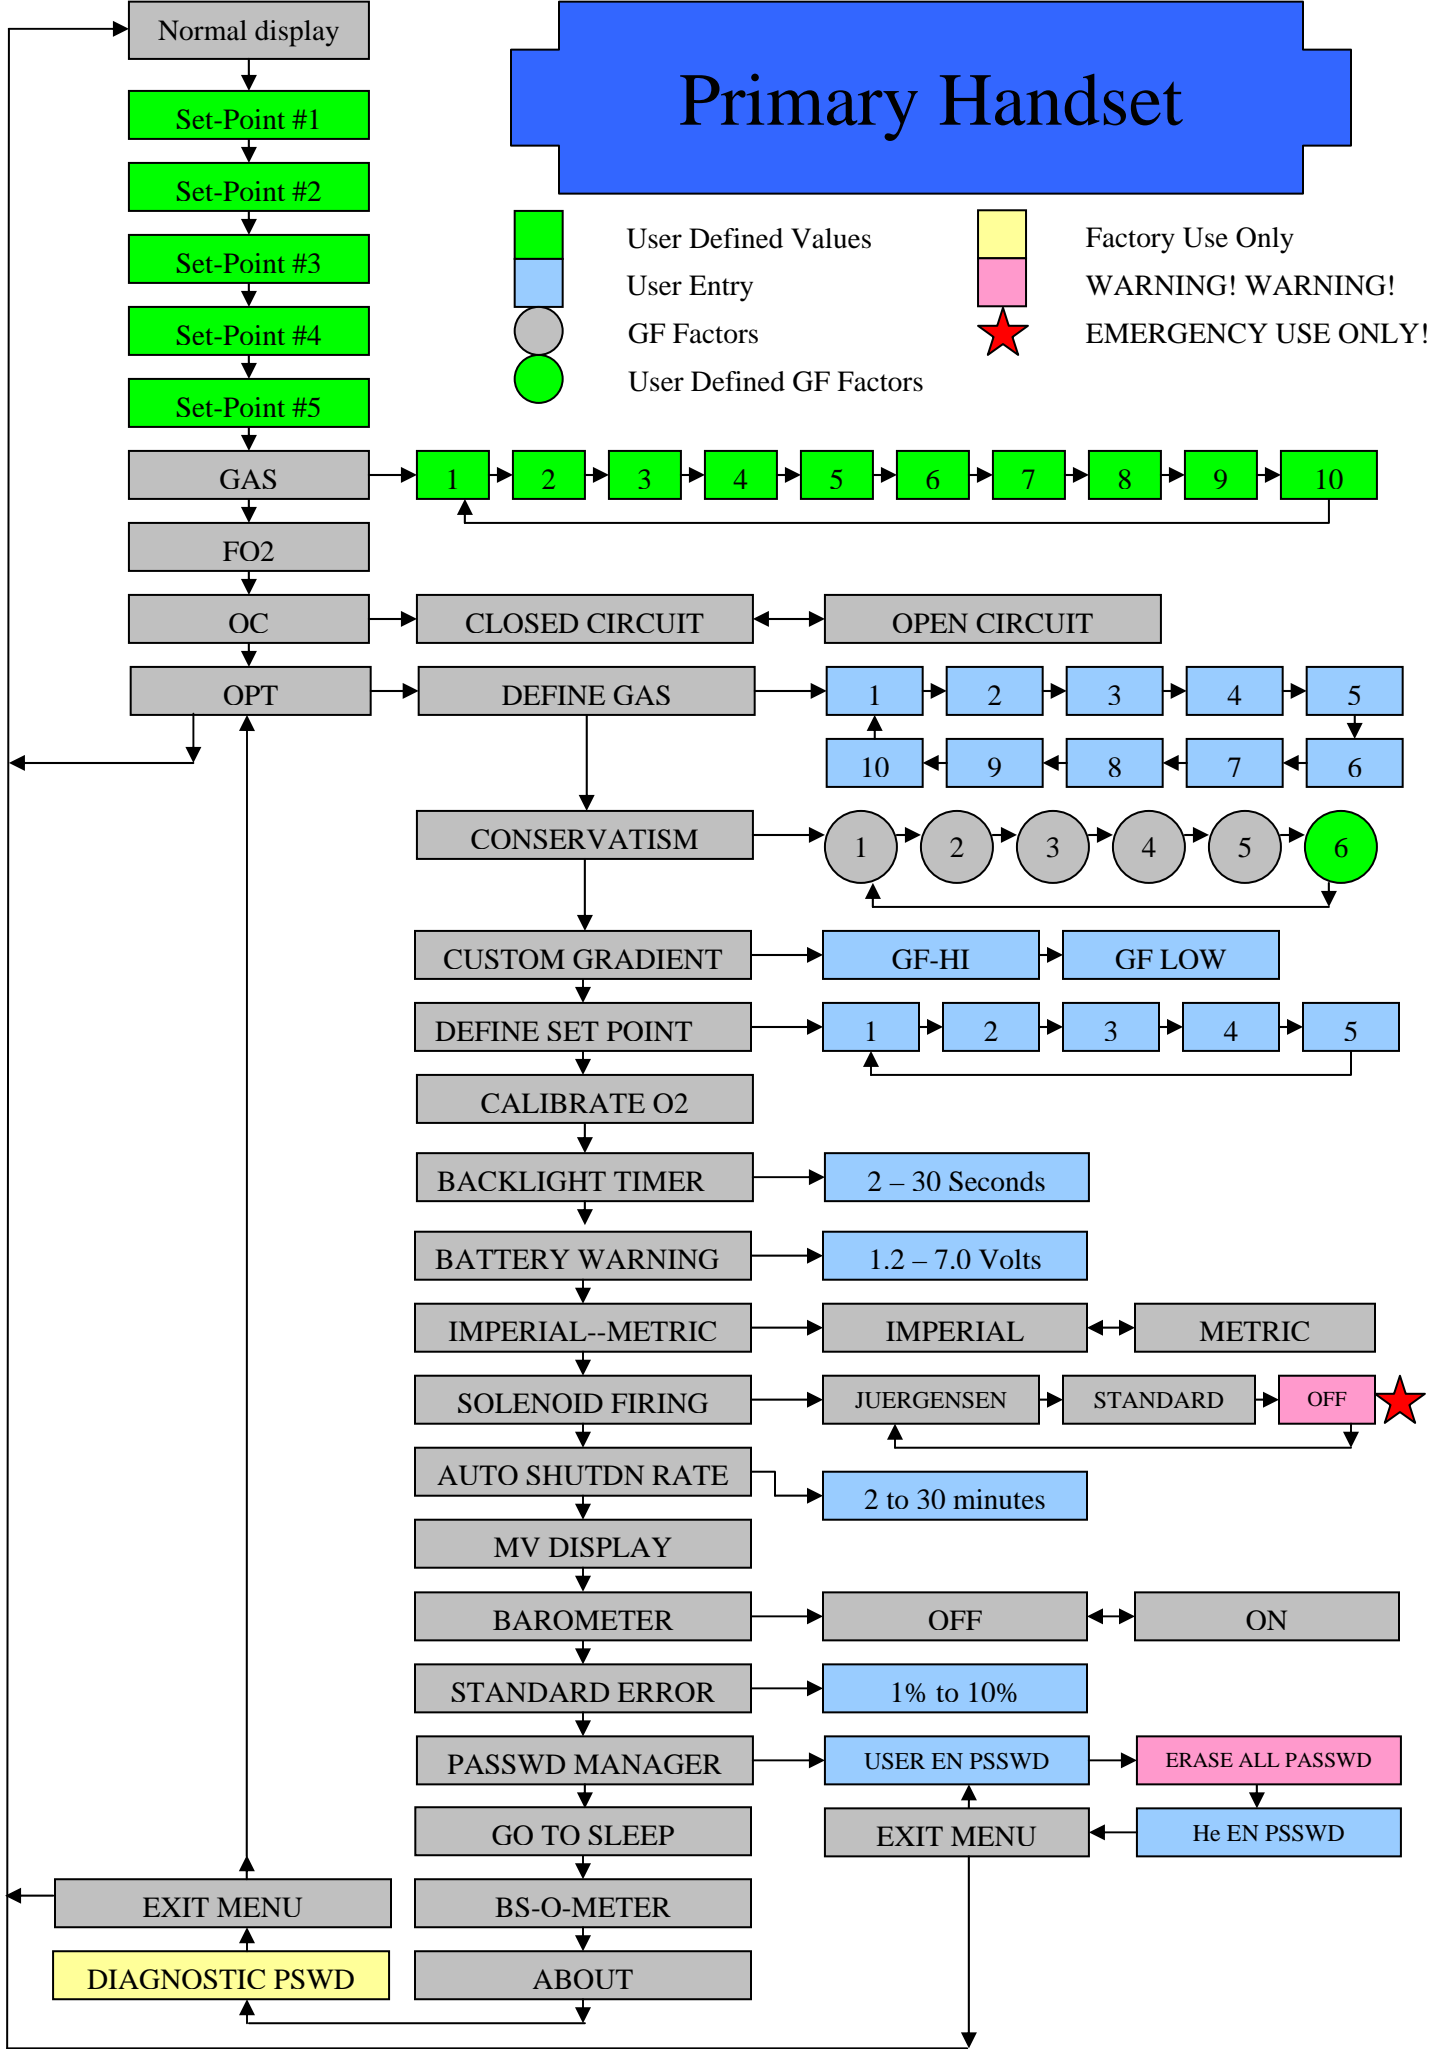 Normal display
Primary Handset
Set-Point #1
Set-Point #2
Set-Point #3
Set-Point #4
Set-Point #5
User Defined Values
User Entry
GF Factors
User Defined GF Factors
Factory Use Only
WARNING! WARNING!
EMERGENCY USE ONLY!
GAS
1 2 3 4 5 6 7 8 9 10
FO2
OC
CLOSED CIRCUIT
OPEN CIRCUIT
OPT
DEFINE GAS
1 2 3 4 5
10 9 8 7 6
CONSERVATISM
1 2 3 4 5 6
CUSTOM GRADIENT
GF-HI
GF LOW
DEFINE SET POINT
1 2 3 4 5
CALIBRATE O2
BACKLIGHT TIMER
2 – 30 Seconds
BATTERY WARNING
1.2 – 7.0 Volts
IMPERIAL--METRIC
IMPERIAL
METRIC
SOLENOID FIRING
JUERGENSEN
STANDARD
OFF
AUTO SHUTDN RATE
2 to 30 minutes
MV DISPLAY
BAROMETER
OFF
ON
STANDARD ERROR
1% to 10%
PASSWD MANAGER
USER EN PSSWD
ERASE ALL PASSWD
GO TO SLEEP
EXIT MENU
He EN PSSWD
EXIT MENU
BS-O-METER
DIAGNOSTIC PSWD
ABOUT